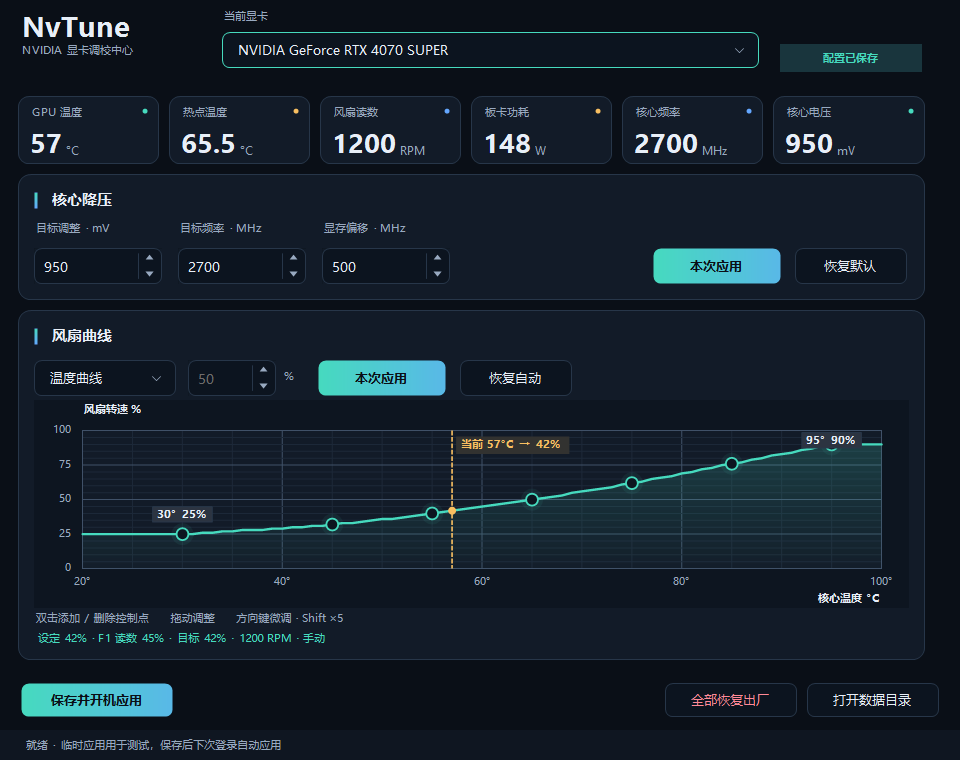 NvTune
NVIDIA 显卡调校中心
当前显卡
NVIDIA GeForce RTX 4070 SUPER
配置已保存
GPU 温度
57 °C
热点温度
65.5 °C
风扇读数
1200 RPM
板卡功耗
148 W
核心频率
2700 MHz
核心电压
950 mV
核心降压
目标调整 · mV
目标频率 · MHz
显存偏移 · MHz
950
2700
500
本次应用
恢复默认
风扇曲线
温度曲线
50
%
本次应用
恢复自动
风扇转速 %
100
75
50
25
0
当前 57°C → 42%
95° 90%
30° 25%
20°
40°
60°
80°
100°
核心温度 °C
双击添加 / 删除控制点 拖动调整 方向键微调 · Shift ×5
设定 42% · F1 读数 45% · 目标 42% · 1200 RPM · 手动
保存并开机应用
全部恢复出厂
打开数据目录
就绪 · 临时应用用于测试，保存后下次登录自动应用